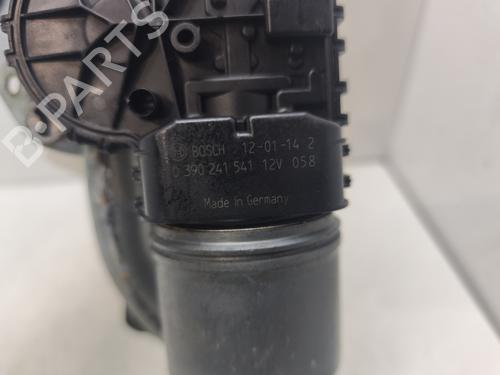 BOSCH 12-01-14 2
0 390 241 541 12V 058
Made in Germany
B-PARTS